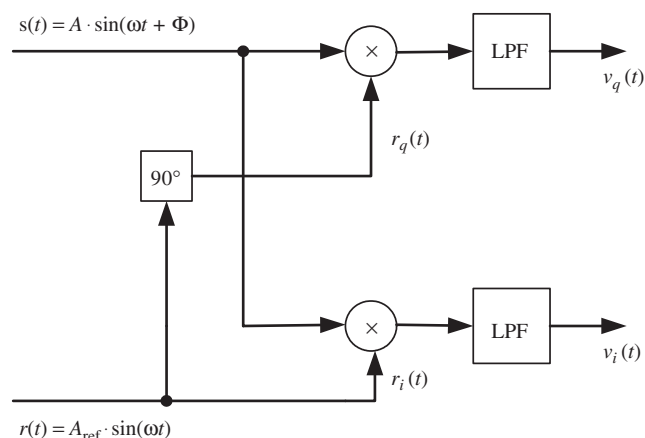 s(t) = A · sin(ωt + Φ)
×
LPF
v_q(t)
r_q(t)
90°
×
LPF
v_i(t)
r_i(t)
r(t) = A_ref · sin(ωt)